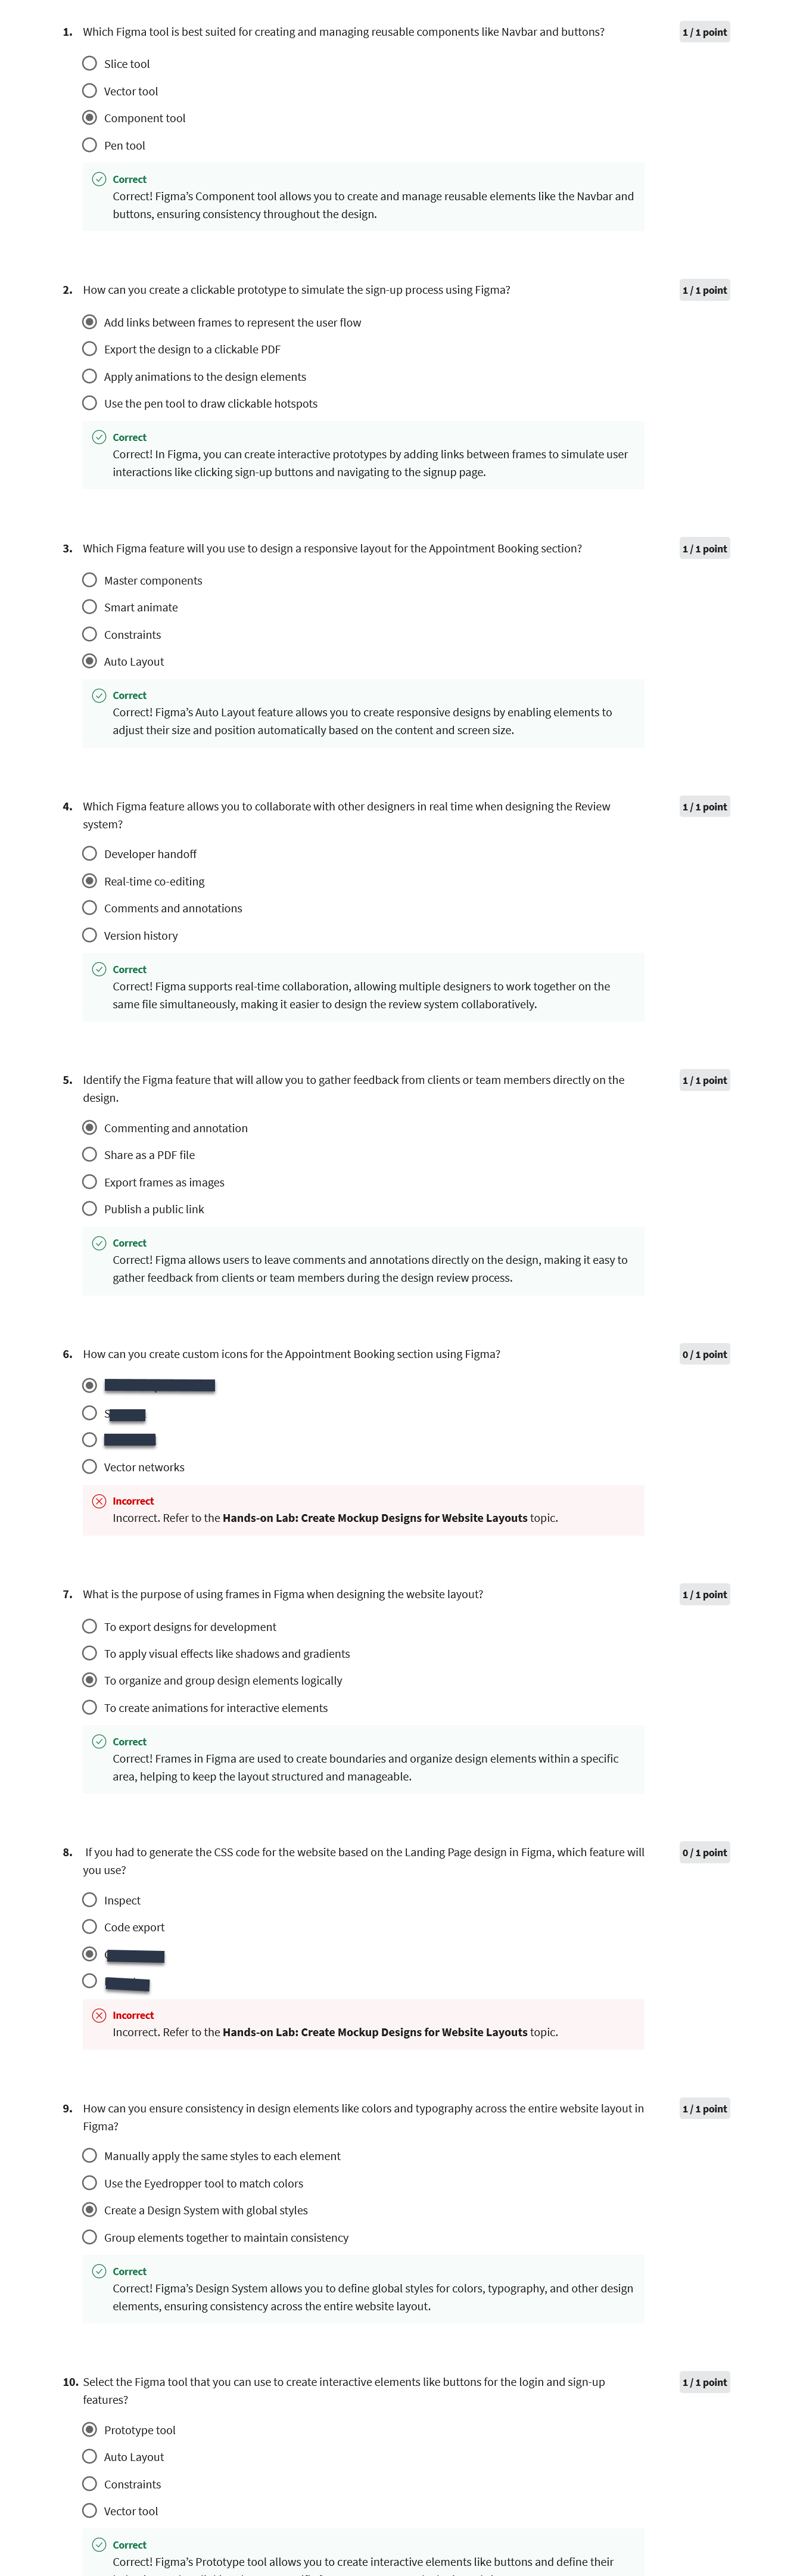 1. Which Figma tool is best suited for creating and managing reusable components like Navbar and buttons?
1 / 1 point
Slice tool
Vector tool
Component tool
Pen tool
Correct
Correct! Figma’s Component tool allows you to create and manage reusable elements like the Navbar and
buttons, ensuring consistency throughout the design.
2. How can you create a clickable prototype to simulate the sign-up process using Figma?
1 / 1 point
Add links between frames to represent the user flow
Export the design to a clickable PDF
Apply animations to the design elements
Use the pen tool to draw clickable hotspots
Correct
Correct! In Figma, you can create interactive prototypes by adding links between frames to simulate user
interactions like clicking sign-up buttons and navigating to the signup page.
3. Which Figma feature will you use to design a responsive layout for the Appointment Booking section?
1 / 1 point
Master components
Smart animate
Constraints
Auto Layout
Correct
Correct! Figma’s Auto Layout feature allows you to create responsive designs by enabling elements to
adjust their size and position automatically based on the content and screen size.
4. Which Figma feature allows you to collaborate with other designers in real time when designing the Review
system?
1 / 1 point
Developer handoff
Real-time co-editing
Comments and annotations
Version history
Correct
Correct! Figma supports real-time collaboration, allowing multiple designers to work together on the
same file simultaneously, making it easier to design the review system collaboratively.
5. Identify the Figma feature that will allow you to gather feedback from clients or team members directly on the
design.
1 / 1 point
Commenting and annotation
Share as a PDF file
Export frames as images
Publish a public link
Correct
Correct! Figma allows users to leave comments and annotations directly on the design, making it easy to
gather feedback from clients or team members during the design review process.
6. How can you create custom icons for the Appointment Booking section using Figma?
0 / 1 point
Vector networks
Incorrect
Incorrect. Refer to the Hands-on Lab: Create Mockup Designs for Website Layouts topic.
7. What is the purpose of using frames in Figma when designing the website layout?
1 / 1 point
To export designs for development
To apply visual effects like shadows and gradients
To organize and group design elements logically
To create animations for interactive elements
Correct
Correct! Frames in Figma are used to create boundaries and organize design elements within a specific
area, helping to keep the layout structured and manageable.
8. If you had to generate the CSS code for the website based on the Landing Page design in Figma, which feature will
you use?
0 / 1 point
Inspect
Code export
Incorrect
Incorrect. Refer to the Hands-on Lab: Create Mockup Designs for Website Layouts topic.
9. How can you ensure consistency in design elements like colors and typography across the entire website layout in
Figma?
1 / 1 point
Manually apply the same styles to each element
Use the Eyedropper tool to match colors
Create a Design System with global styles
Group elements together to maintain consistency
Correct
Correct! Figma’s Design System allows you to define global styles for colors, typography, and other design
elements, ensuring consistency across the entire website layout.
10. Select the Figma tool that you can use to create interactive elements like buttons for the login and sign-up
features?
1 / 1 point
Prototype tool
Auto Layout
Constraints
Vector tool
Correct
Correct! Figma’s Prototype tool allows you to create interactive elements like buttons and define their